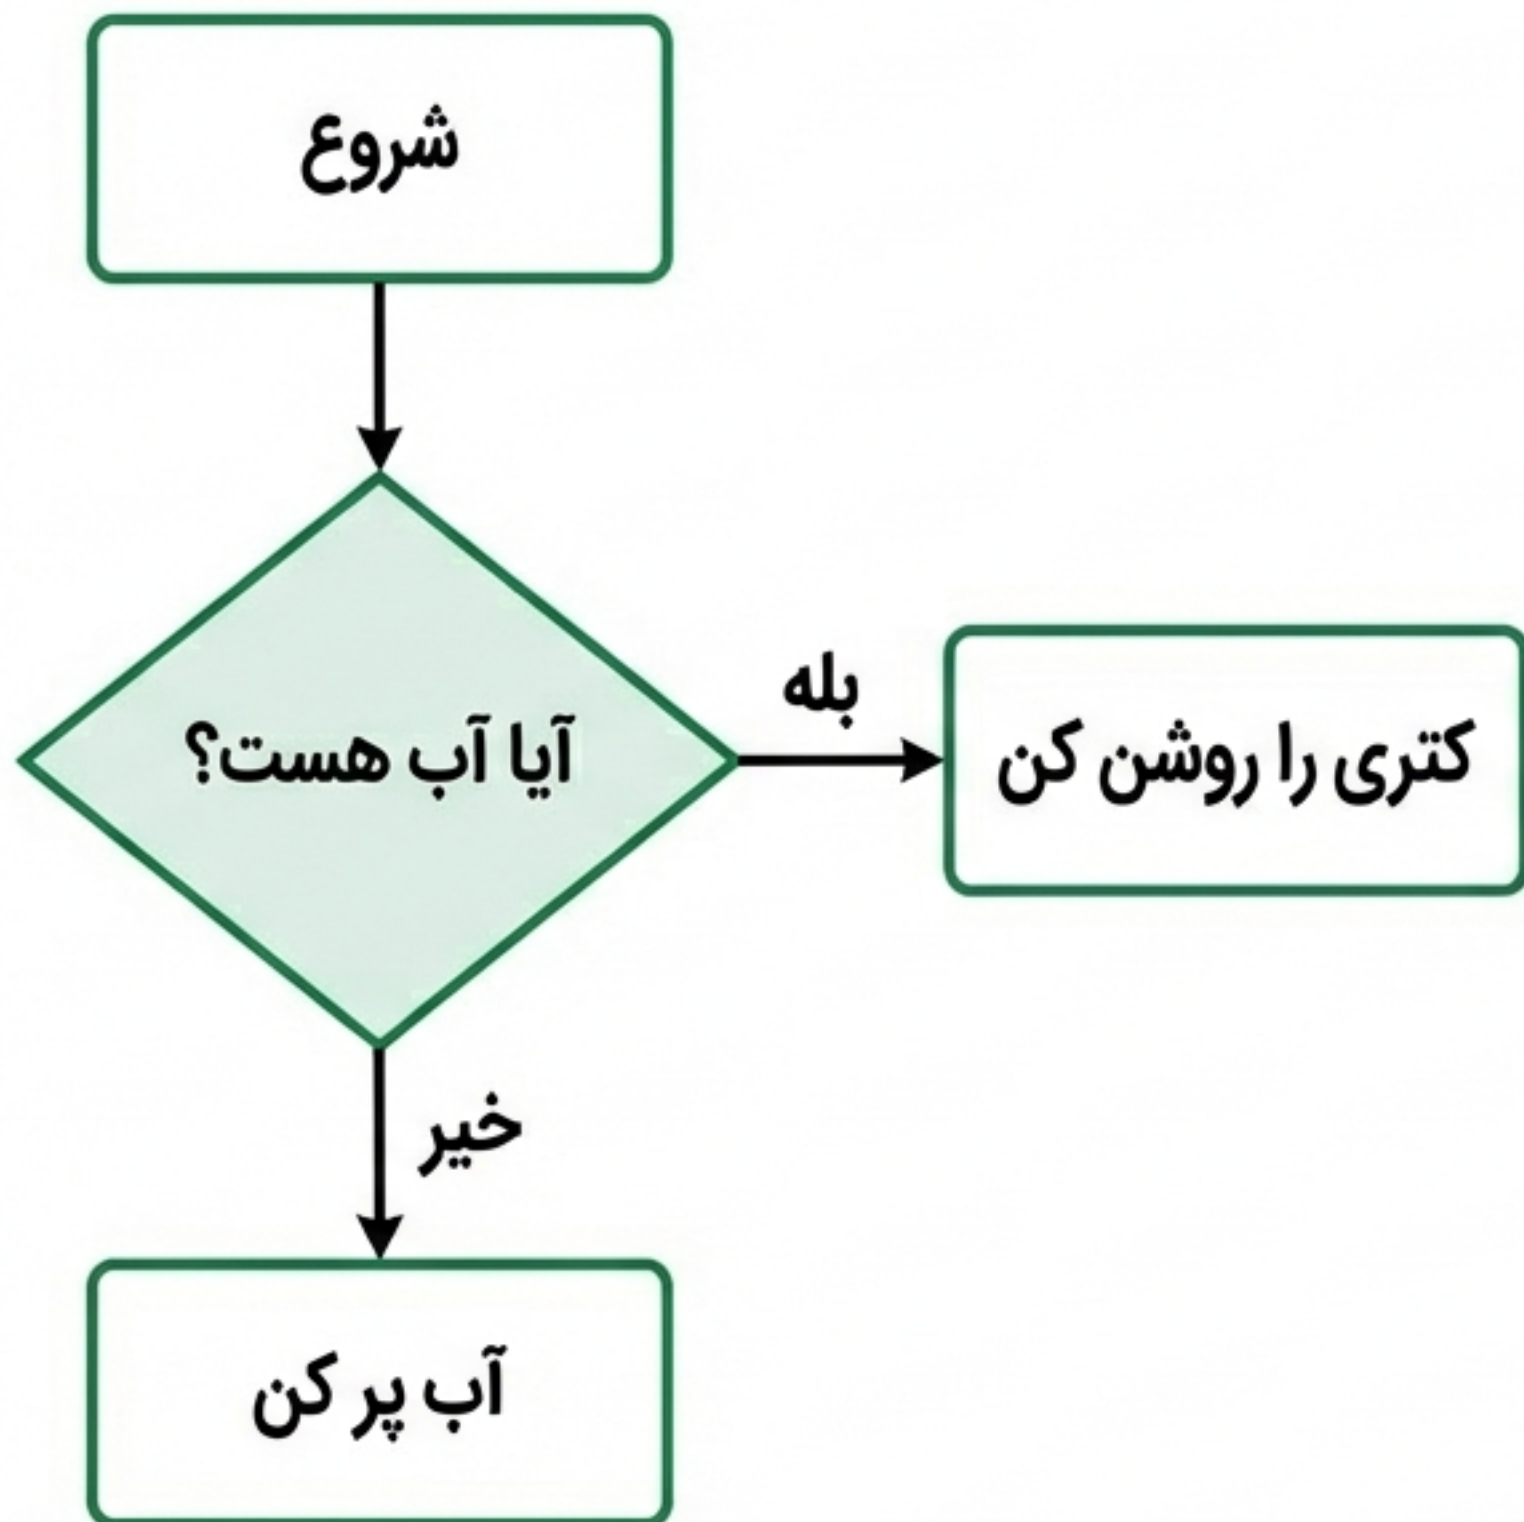 شروع
آیا آب هست؟
بله
کتری را روشن کن
خیر
آب پر کن